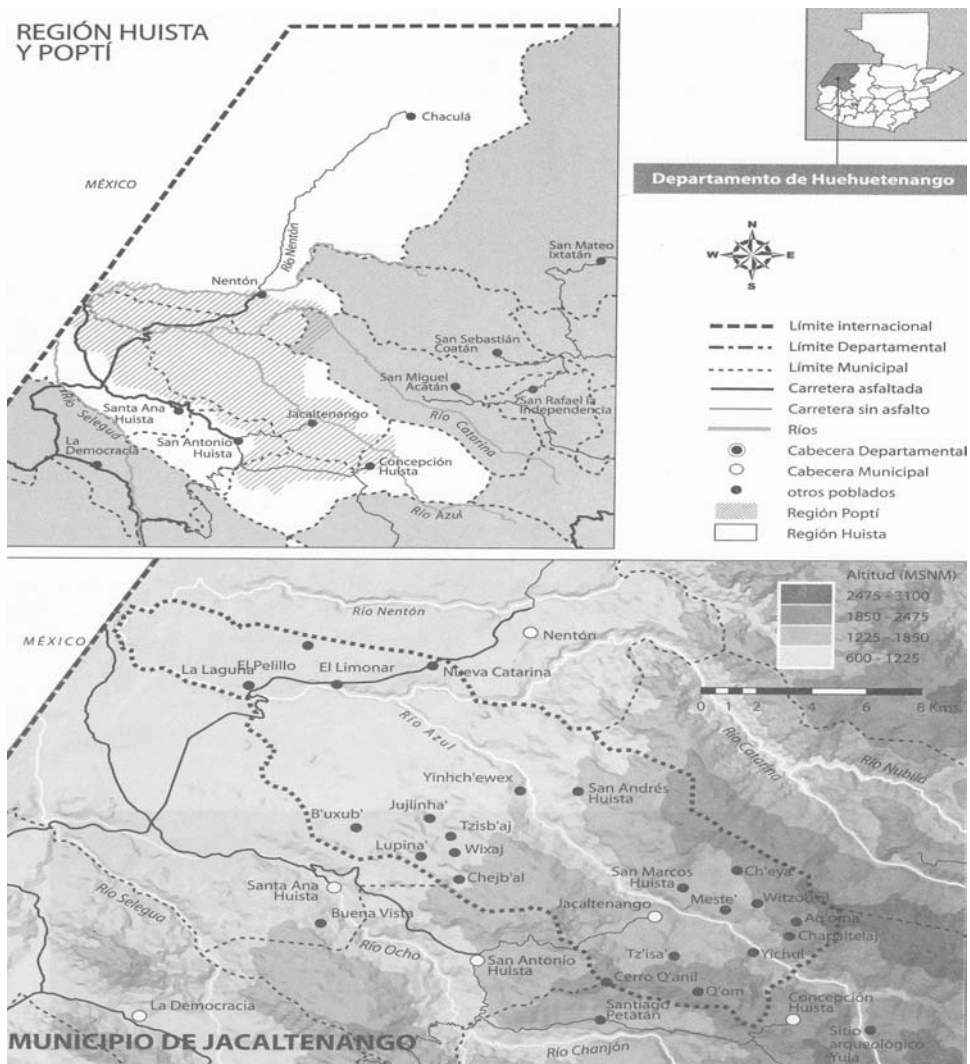 REGIÓN HUISTA
Y POPTÍ
Chaculá
MÉXICO
Río Nentón
Nentón
San Mateo
Ixtatán
San Sebastián
Coatán
San Miguel
Acatán
San Rafael la
Independencia
Río Selegua
Santa Ana
Huista
Jacaltenango
Río
Catarina
La
Democracia
San Antonio
Huista
Concepción
Huista
Río Azul
Departamento de Huehuetenango
N
W
E
S
Límite internacional
Límite Departamental
Límite Municipal
Carretera asfaltada
Carretera sin asfalto
Ríos
Cabecera Departamental
Cabecera Municipal
otros poblados
Región Poptí
Región Huista
Altitud (MSNM)
2475 - 3100
1850 - 2475
1225 - 1850
600 - 1225
0 1 2 4 6 8 Kms.
Río Nentón
MÉXICO
Nentón
La Laguna
El Pelillo
El Limonar
Nueva Catarina
Río Azul
Río Catarina
Río Nubiló
Yinhch'ewex
San Andrés
Huista
B'uxub'
Jujlinha'
Tzisb'aj
Lupina'
Wixaj
Chejb'al
San Marcos
Huista
Ch'eya'
Santa Ana
Huista
Meste'
Jacaltenango
Buena Vista
Chapaltelaj
Río Selegua
Río Ocho
San Antonio
Huista
Tz'isa'
Yichul
Cerro Q'anil
Q'om
La Democracia
Santiago
Petatán
Concepción
Huista
Sitio
arqueológico
Yula'
Río Chanjón
MUNICIPIO DE JACALTENANGO